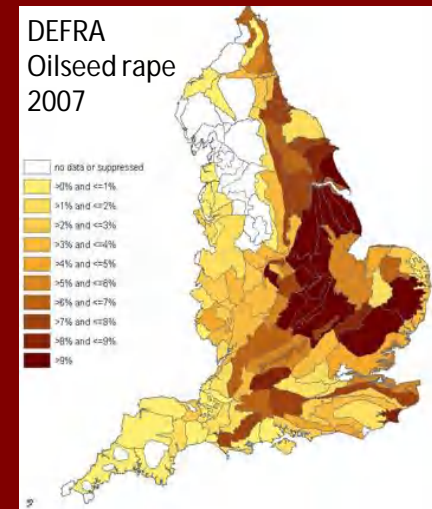 DEFRA
Oilseed rape
2007
no data or suppressed
>0% and <=1%
>1% and <=2%
>2% and <=3%
>3% and <=4%
>4% and <=5%
>5% and <=6%
>6% and <=7%
>7% and <=8%
>8% and <=9%
>9%